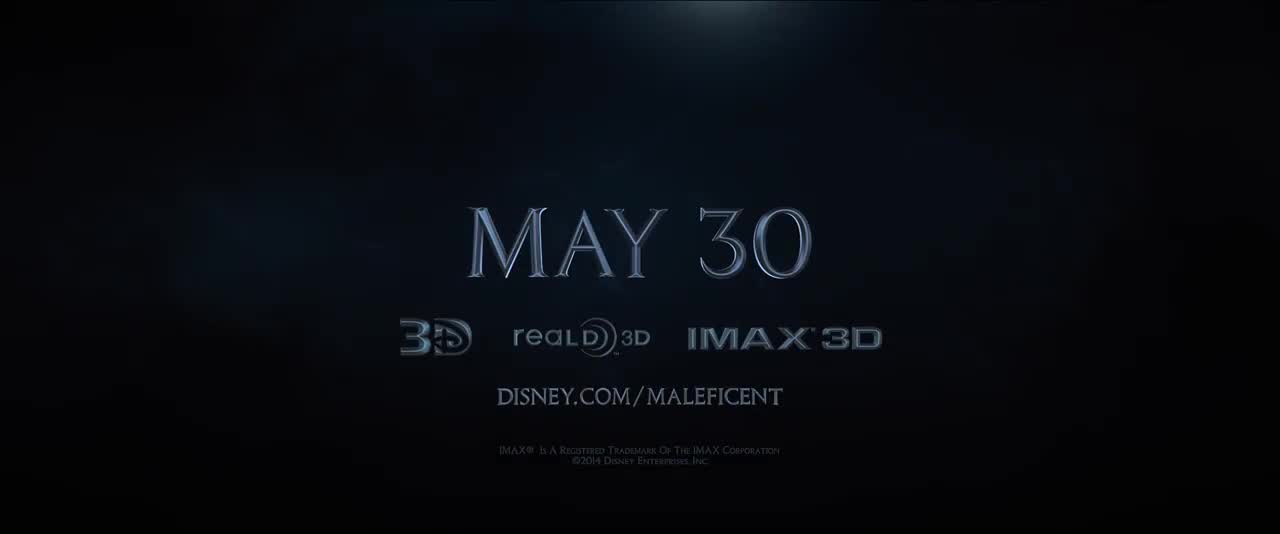 MAY 30
3D reaLD 3D IMAX 3D
DISNEY.COM/MALEFICENT
IMAX® Is A Registered Trademark Of The IMAX Corporation
©2014 Disney Enterprises, Inc.